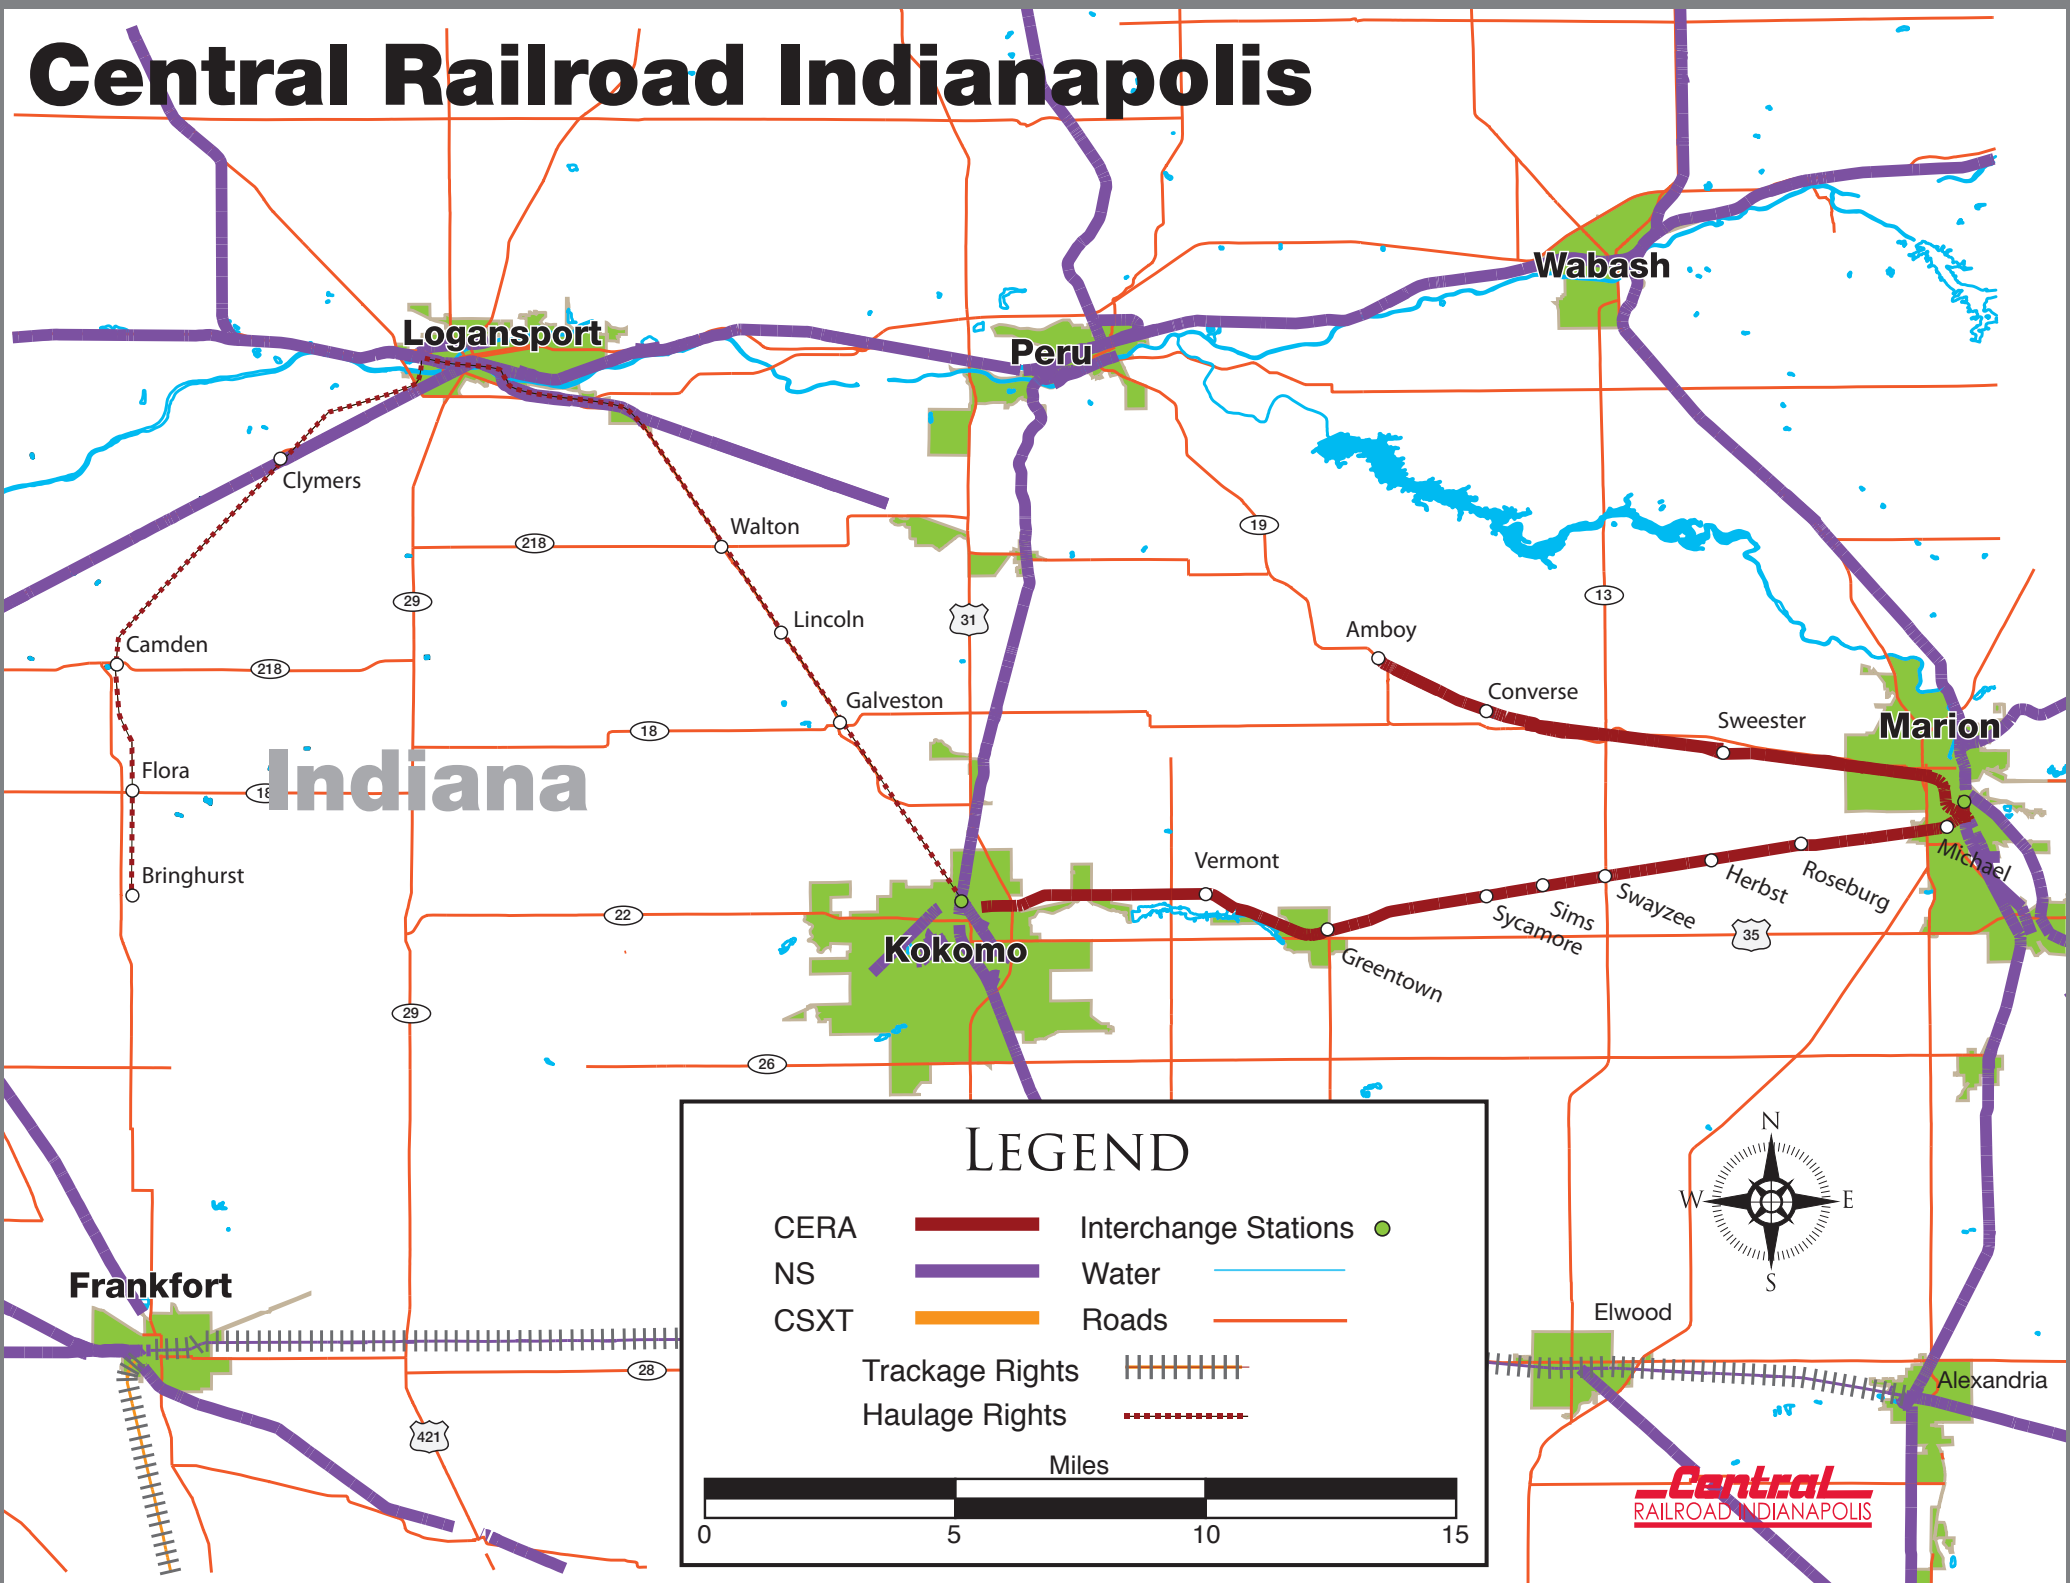 Central Railroad Indianapolis
Wabash
Logansport
Peru
Clymers
Walton
218
19
29
31
13
Lincoln
Amboy
Camden
218
Galveston
Converse
18
Sweester
Marion
Flora
18
Indiana
Bringhurst
Vermont
Michael
Roseburg
Herbst
Swayzee
Sims
Sycamore
22
35
Kokomo
Greentown
29
26
LEGEND
CERA
Interchange Stations
NS
Water
CSXT
Roads
Trackage Rights
Haulage Rights
Miles
0 5 10 15
N
W E
S
Frankfort
Elwood
28
Alexandria
421
Central
RAILROAD INDIANAPOLIS